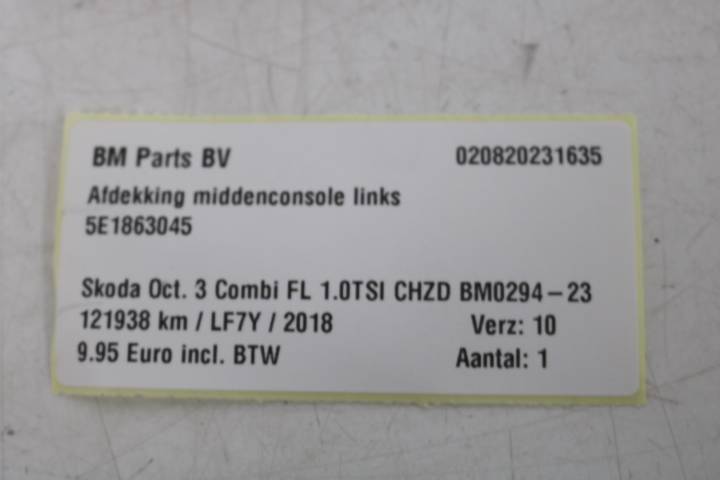 BM Parts BV 020820231635
Afdekking middenconsole links
5E1863045
Skoda Oct. 3 Combi FL 1.0TSI CHZD BM0294-23
121938 km / LF7Y / 2018 Verz: 10
9.95 Euro incl. BTW Aantal: 1